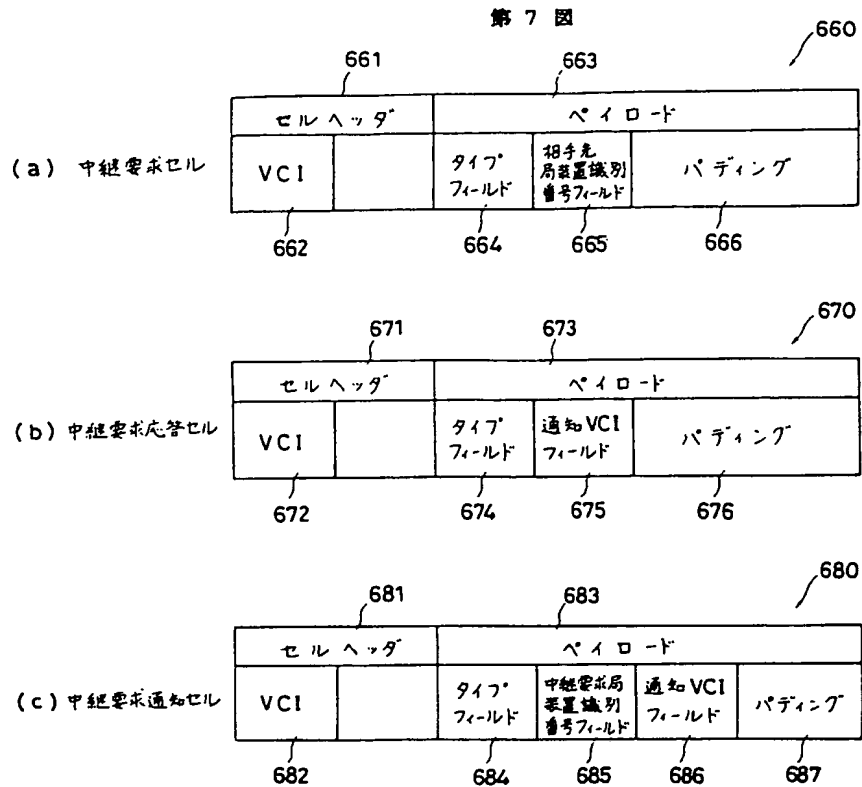 第7図
660
661
663
セルヘッダ
ペイロード
(a) 中継要求セル
VCI
タイプ
フィールド
相手先
局装置識別
番号フィールド
パディング
662
664
665
666
670
671
673
セルヘッダ
ペイロード
(b) 中継要求応答セル
VCI
タイプ
フィールド
通知VCI
フィールド
パディング
672
674
675
676
680
681
683
セルヘッダ
ペイロード
(c) 中継要求通知セル
VCI
タイプ
フィールド
中継要求局
装置識別
番号フィールド
通知VCI
フィールド
パディング
682
684
685
686
687